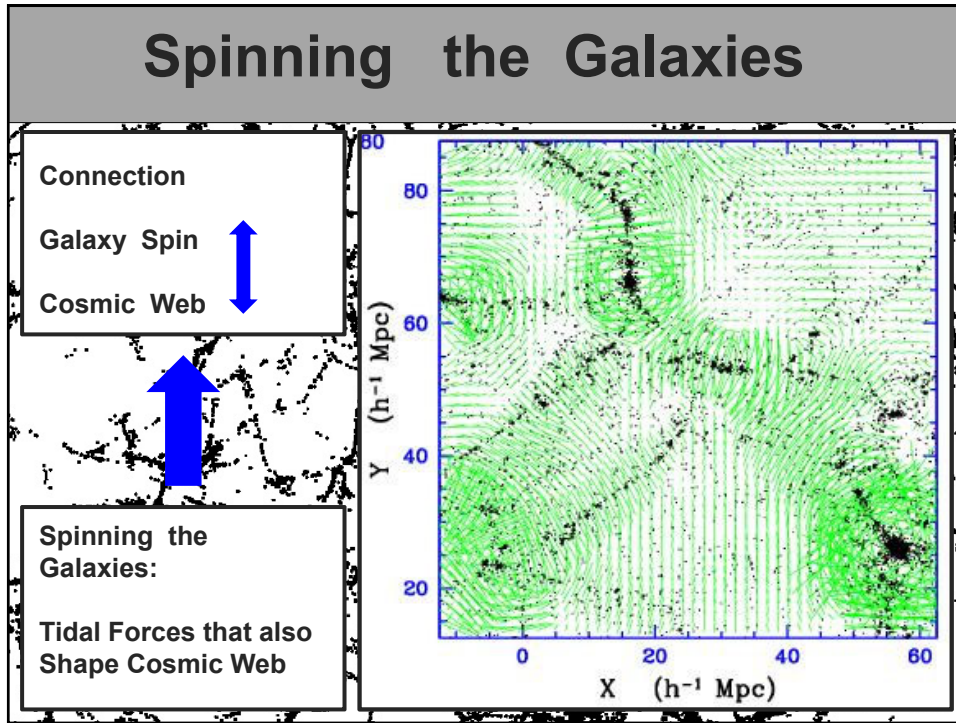 Spinning the Galaxies
Connection
Galaxy Spin
Cosmic Web
Spinning the
Galaxies:
Tidal Forces that also
Shape Cosmic Web
80
80
60
40
20
Y (h⁻¹ Mpc)
0 20 40 60
X (h⁻¹ Mpc)